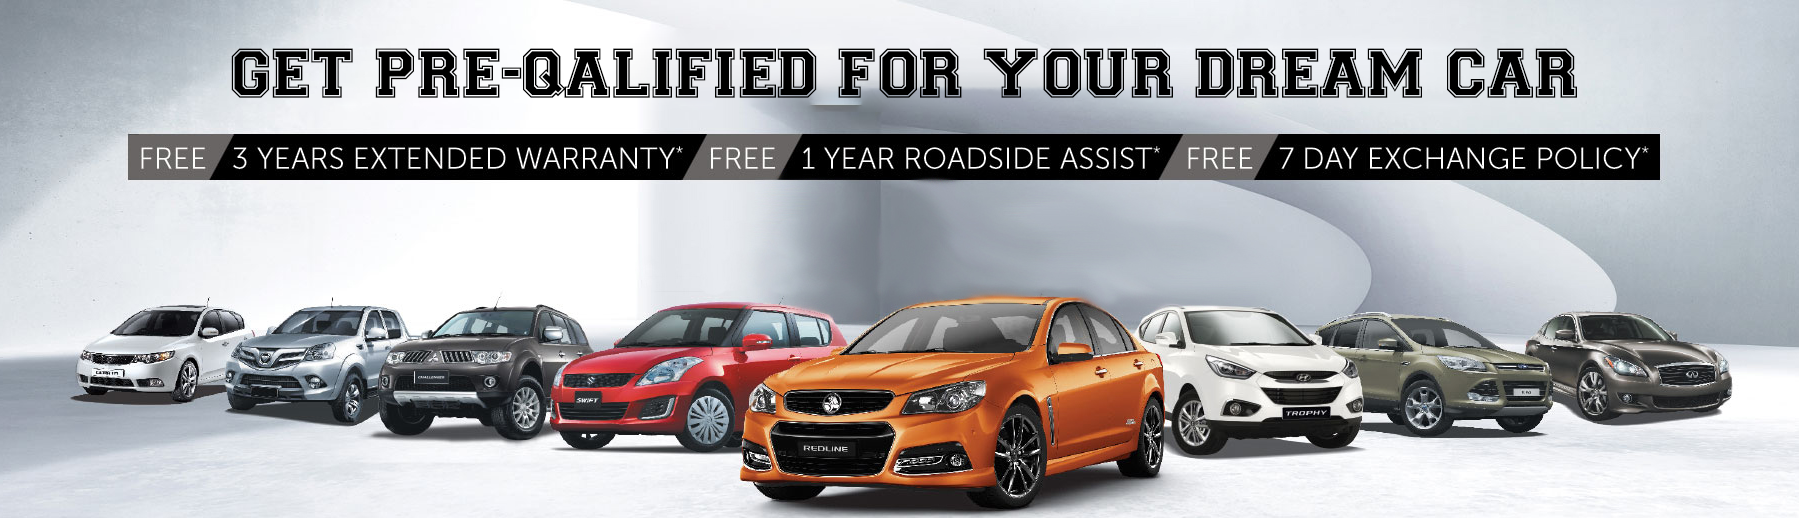 GET PRE-QALIFIED FOR YOUR DREAM CAR
FREE 3 YEARS EXTENDED WARRANTY* FREE 1 YEAR ROADSIDE ASSIST* FREE 7 DAY EXCHANGE POLICY*
CHALLENGER
SWIFT
REDLINE
TROPHY